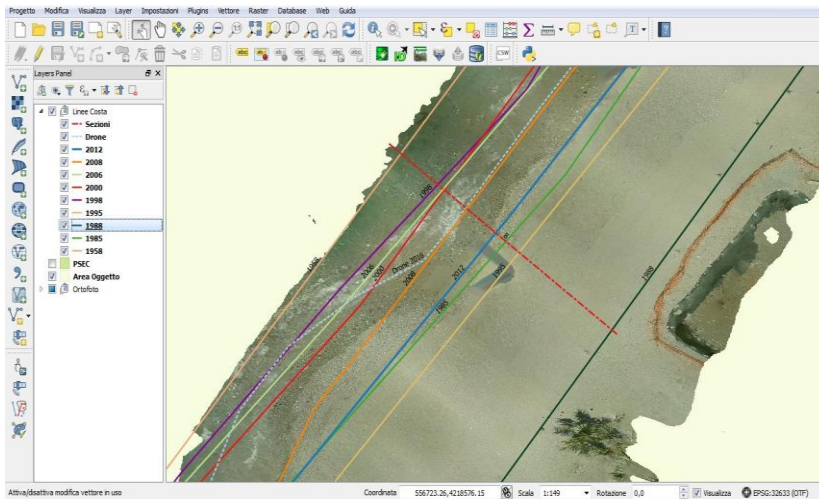 Progetto Modifica Visualizza Layer Impostazioni Plugins Vettore Raster Database Web Guida
Layers Panel
Linee Costa
Sezioni
Drone
2012
2008
2006
2000
1998
1995
1988
1985
1958
PSEC
Area Oggetto
Ortofoto
1998
1958
2006
2000
Drone 2016
2008
2012
1985
1988
CSW
Attiva/disattiva modifica vettore in uso
Coordinata 556723.26,4218576.15 Scala 1:149 Rotazione 0,0 Visualizza EPSG:32633 (OTF)